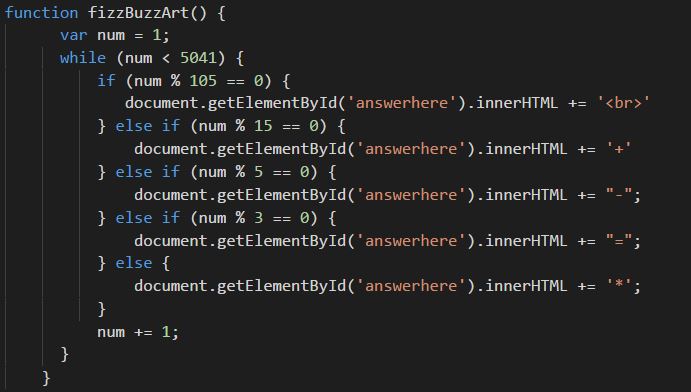 function fizzBuzzArt() {
var num = 1;
while (num < 5041) {
if (num % 105 == 0) {
document.getElementById('answerhere').innerHTML += '<br>'
} else if (num % 15 == 0) {
document.getElementById('answerhere').innerHTML += '+'
} else if (num % 5 == 0) {
document.getElementById('answerhere').innerHTML += "-";
} else if (num % 3 == 0) {
document.getElementById('answerhere').innerHTML += "=";
} else {
document.getElementById('answerhere').innerHTML += '*';
}
num += 1;
}
}